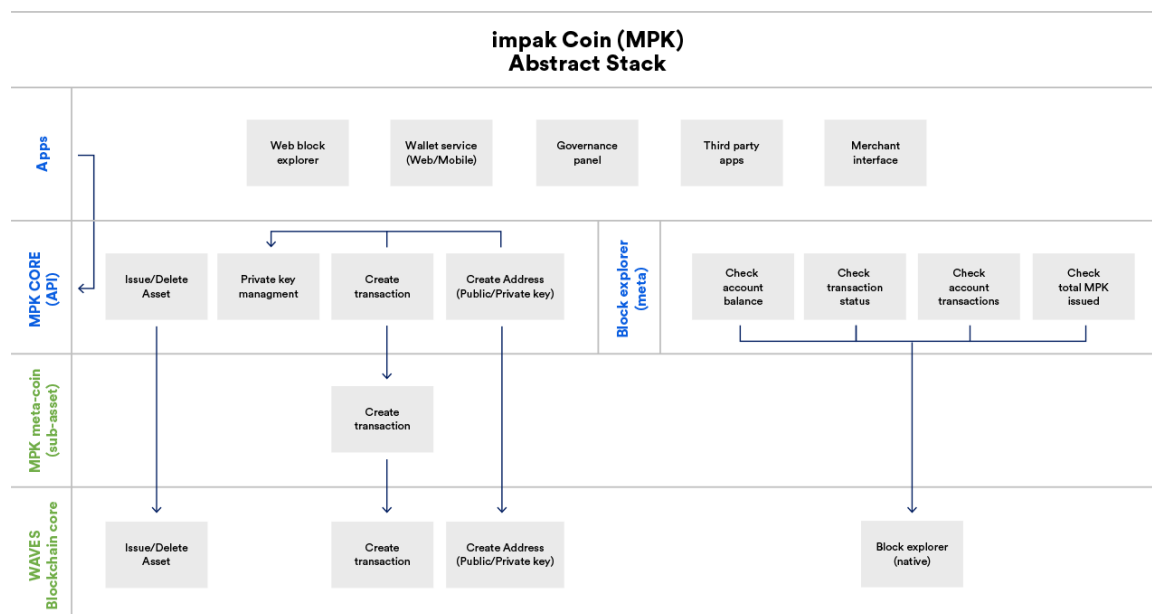 impak Coin (MPK)
Abstract Stack
Apps
Web block
explorer
Wallet service
(Web/Mobile)
Governance
panel
Third party
apps
Merchant
interface
MPK CORE
(API)
Issue/Delete
Asset
Private key
managment
Create
transaction
Create Address
(Public/Private key)
Block explorer
(meta)
Check
account
balance
Check
transaction
status
Check
account
transactions
Check
total MPK
issued
MPK meta-coin
(sub-asset)
Create
transaction
WAVES
Blockchain core
Issue/Delete
Asset
Create
transaction
Create Address
(Public/Private key)
Block explorer
(native)